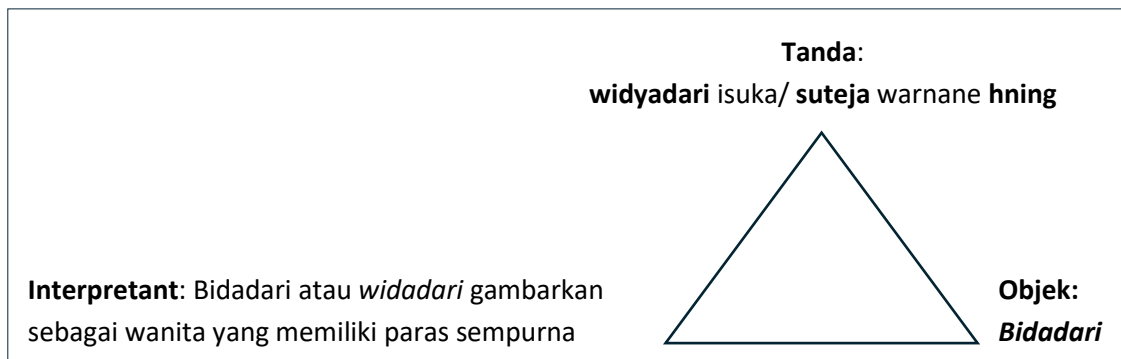 Tanda:
widyadari isuka/ suteja warnane hning
Interpretant: Bidadari atau widadari gambarkan
sebagai wanita yang memiliki paras sempurna
Objek:
Bidadari